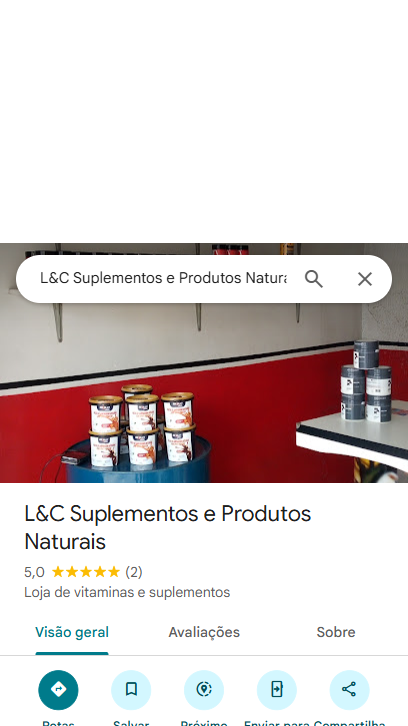 L&C Suplementos e Produtos Natura
L&C Suplementos e Produtos
Naturais
5,0 (2)
Loja de vitaminas e suplementos
Visão geral Avaliações Sobre
Rotas Salvar Próximo Enviar para Compartilha